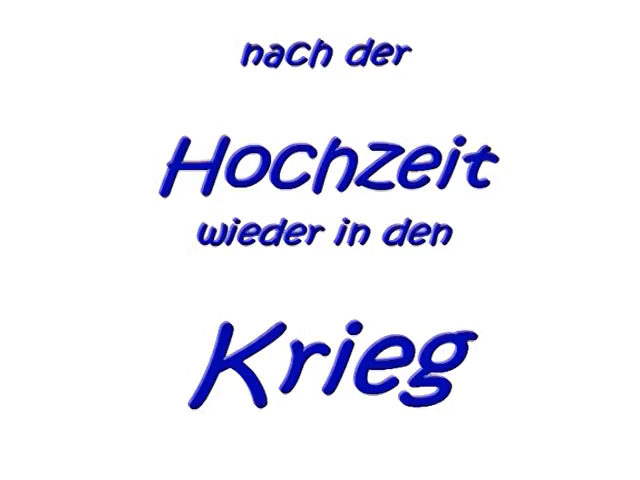 nach der
Hochzeit
wieder in den
Krieg